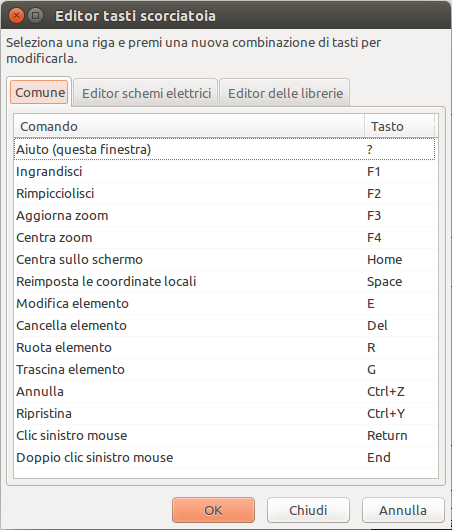 Editor tasti scorciatoia
Seleziona una riga e premi una nuova combinazione di tasti per
modificarla.
Comune Editor schemi elettrici Editor delle librerie
Comando Tasto
Aiuto (questa finestra) ?
Ingrandisci F1
Rimpicciolisci F2
Aggiorna zoom F3
Centra zoom F4
Centra sullo schermo Home
Reimposta le coordinate locali Space
Modifica elemento E
Cancella elemento Del
Ruota elemento R
Trascina elemento G
Annulla Ctrl+Z
Ripristina Ctrl+Y
Clic sinistro mouse Return
Doppio clic sinistro mouse End
OK Chiudi Annulla